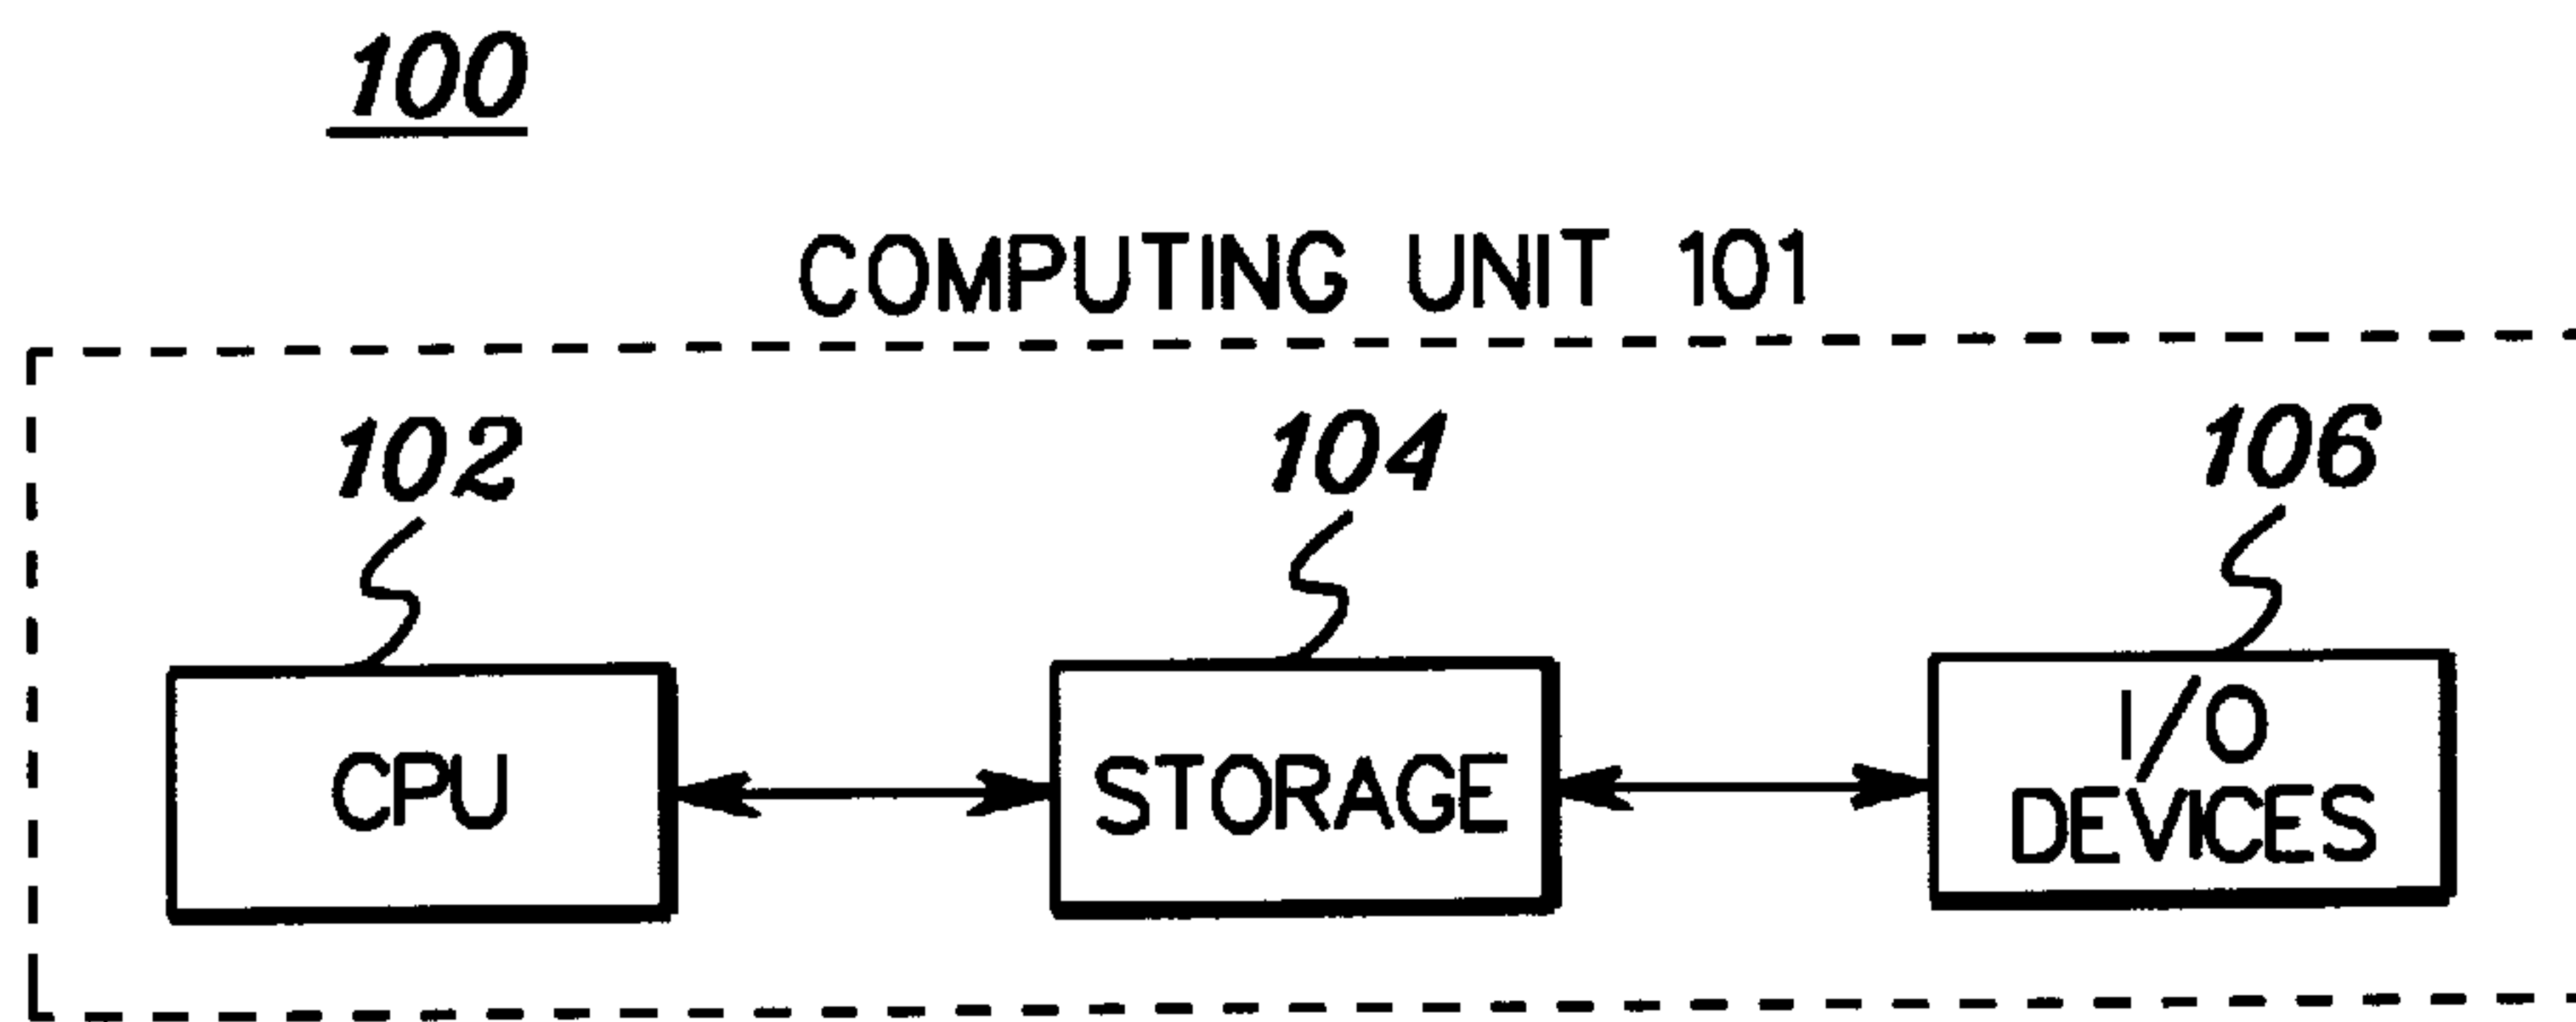 100
COMPUTING UNIT 101
102
104
106
CPU
STORAGE
I/O
DEVICES